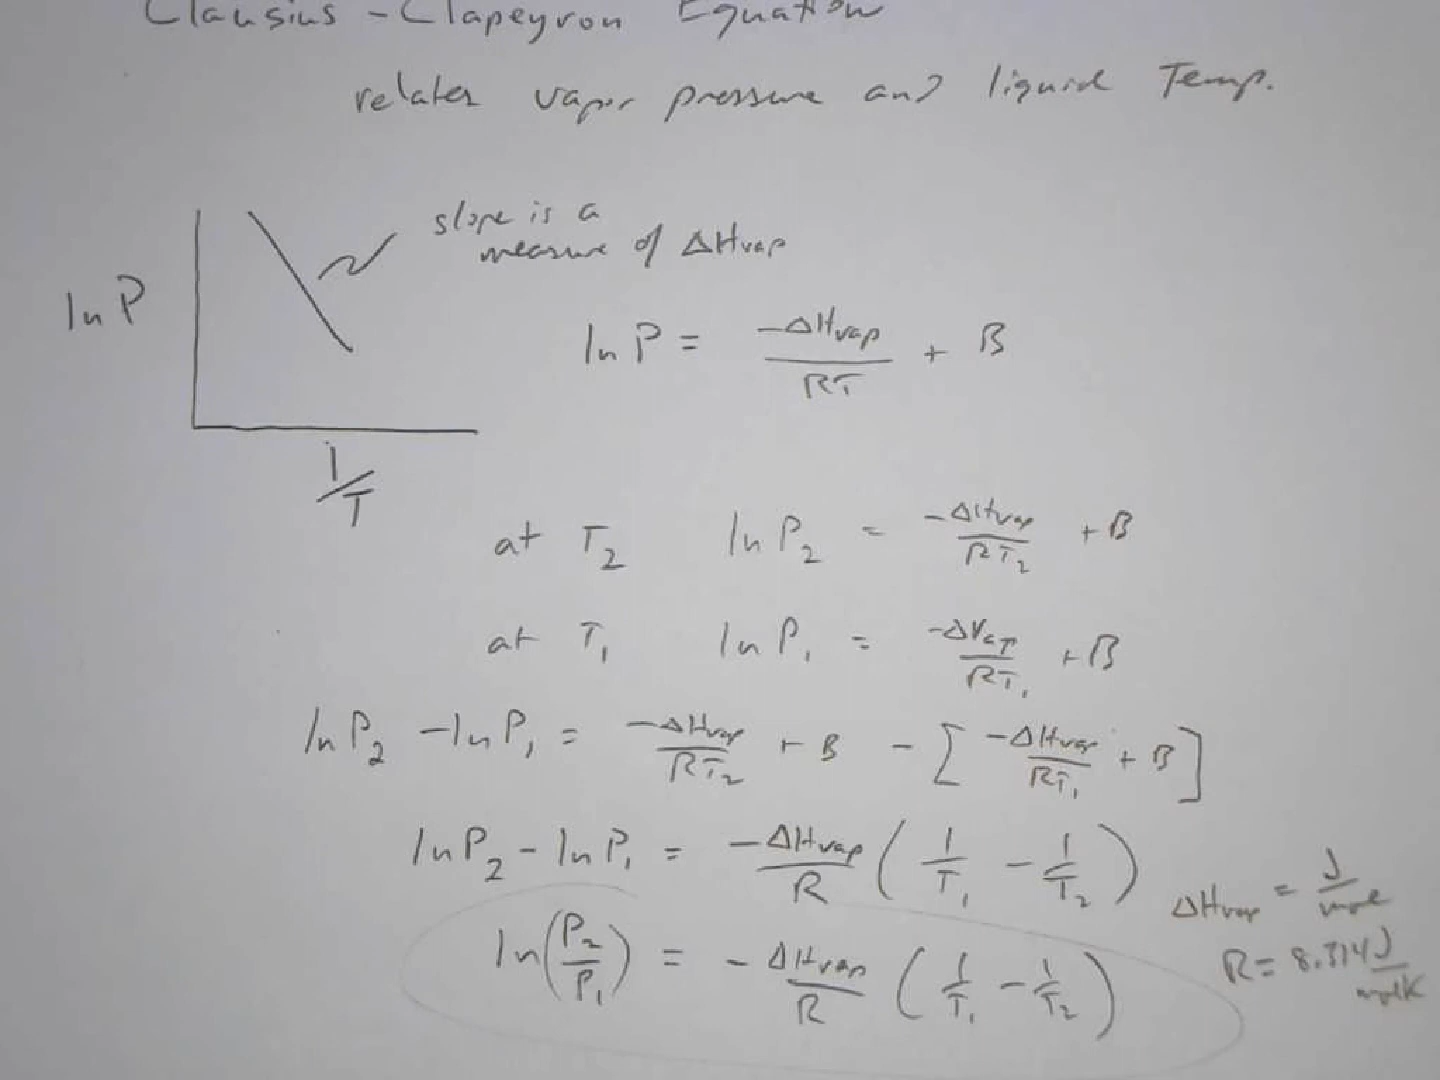 Clausius - Clapeyron Equation
relates vapor pressure and liquid Temp.
slope is a
measure of ΔHvap
ln P
1/T
ln P = -ΔHvap/RT + B
at T₂ ln P₂ = -ΔHvap/RT₂ + B
at T₁ ln P₁ = -ΔVap/RT₁ + B
ln P₂ - ln P₁ = -ΔHvap/RT₂ + B - [-ΔHvap/RT₁ + B]
ln P₂ - ln P₁ = -ΔHvap/R (1/T₁ - 1/T₂)
ΔHvap = J/mole
ln(P₂/P₁) = -ΔHvap/R (1/T₁ - 1/T₂)
R = 8.314 J/molK